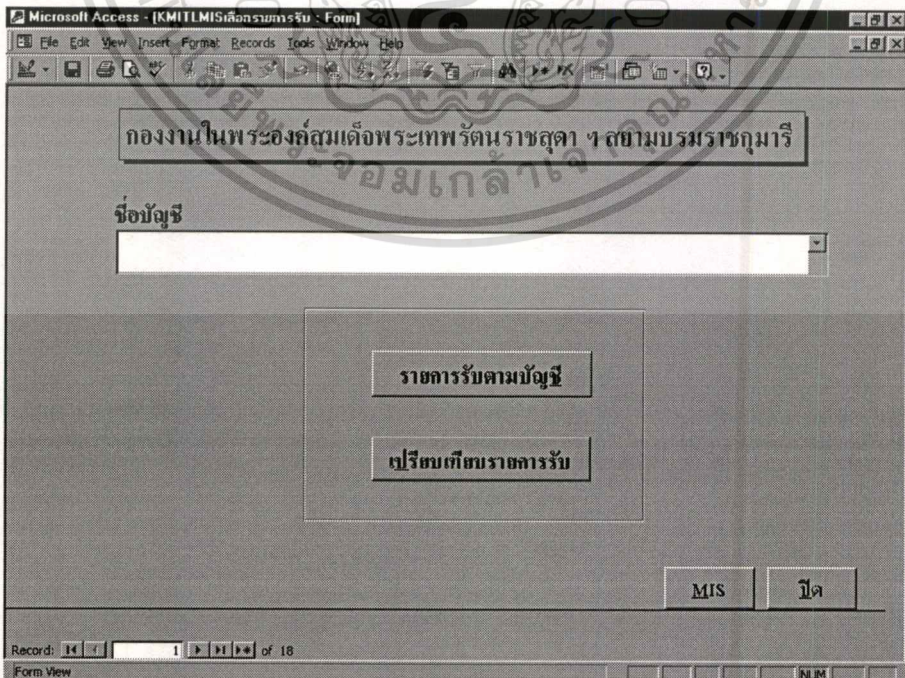 Microsoft Access - [KMITLMISเลือกรายการรับ : Form]
File Edit View Insert Format Records Tools Window Help
กองงานในพระองค์สมเด็จพระเทพรัตนราชสุดา ฯ สยามบรมราชกุมารี
ชื่อบัญชี
รายการรับตามบัญชี
เปรียบเทียบรายการรับ
MIS
ปิด
Record: 1 of 18
Form View
NUM